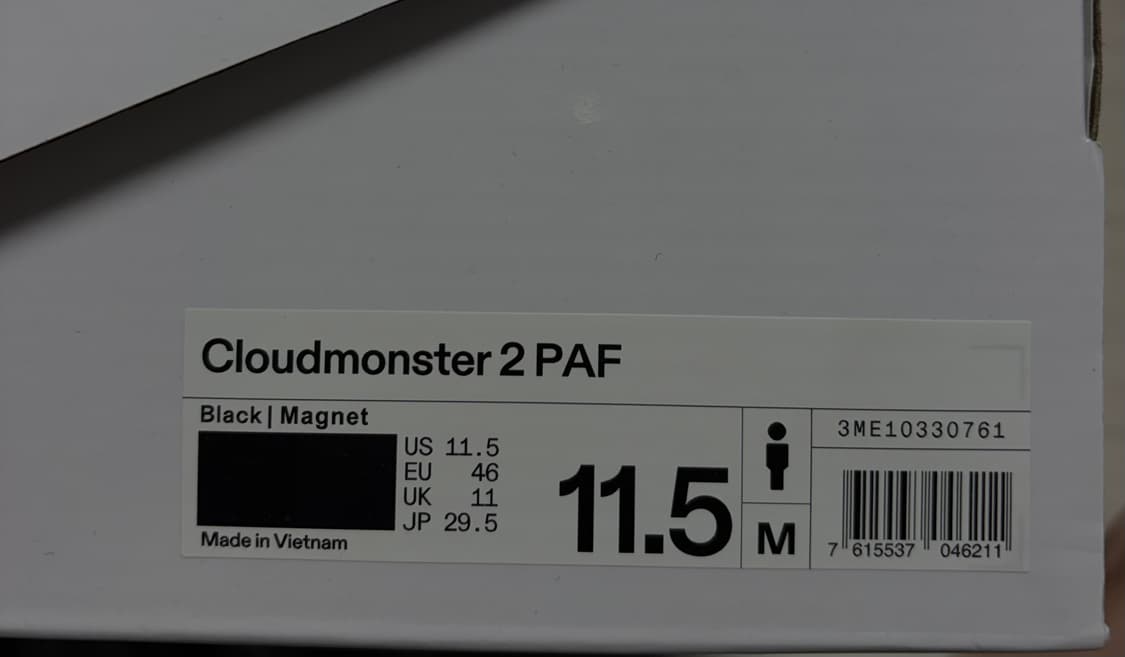 Cloudmonster 2 PAF
Black | Magnet
US 11.5
EU 46
UK 11
JP 29.5
Made in Vietnam
11.5
M
3ME10330761
7 615537 046211